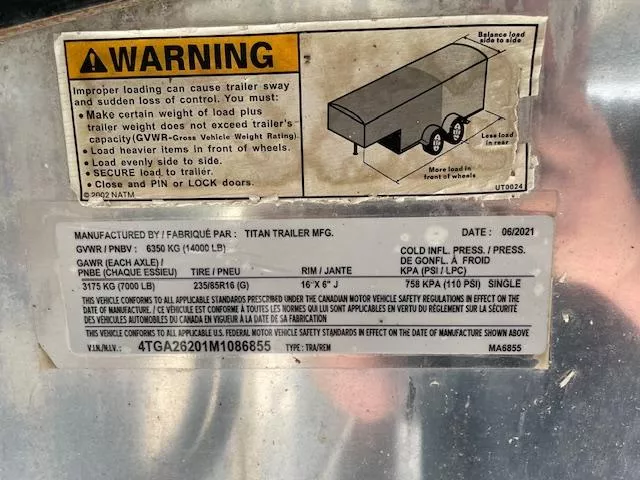 WARNING
Improper loading can cause trailer sway
and sudden loss of control. You must:
• Make certain weight of load plus
trailer weight does not exceed trailer's
capacity(GVWR-Gross Vehicle Weight Rating)
• Load heavier items in front of wheels.
• Load evenly side to side.
• SECURE load to trailer.
• Close and PIN or LOCK doors.
© 2002 NATM
Balance load
side to side
Less load
in rear
More load in
front of wheels
UT0024
MANUFACTURED BY / FABRIQUÉ PAR : TITAN TRAILER MFG. DATE : 06/2021
GVWR / PNBV : 6350 KG (14000 LB)
GAWR (EACH AXLE) /
PNBE (CHAQUE ESSIEU) TIRE / PNEU RIM / JANTE
COLD INFL. PRESS. / PRESS.
DE GONFL. À FROID
KPA (PSI / LPC)
3175 KG (7000 LB) 235/85R16 (G) 16" X 6" J 758 KPA (110 PSI) SINGLE
THIS VEHICLE CONFORMS TO ALL APPLICABLE STANDARDS PRESCRIBED UNDER THE CANADIAN MOTOR VEHICLE SAFETY REGULATIONS IN EFFECT ON THE
DATE OF MANUFACTURE / CE VÉHICULE EST CONFORME À TOUTES LES NORMES QUI LUI SONT APPLICABLES EN VERTU DU RÈGLEMENT SUR LA SÉCURITÉ
DES VÉHICULES AUTOMOBILES DU CANADA EN VIGUEUR À LA DATE DE SA FABRICATION
THIS VEHICLE CONFORMS TO ALL APPLICABLE U.S. FEDERAL MOTOR VEHICLE SAFETY STANDARDS IN EFFECT ON THE DATE OF MANUFACTURE SHOWN ABOVE
V.I.N./N.I.V.: 4TGA26201M1086855 TYPE : TRA/REM MA6855